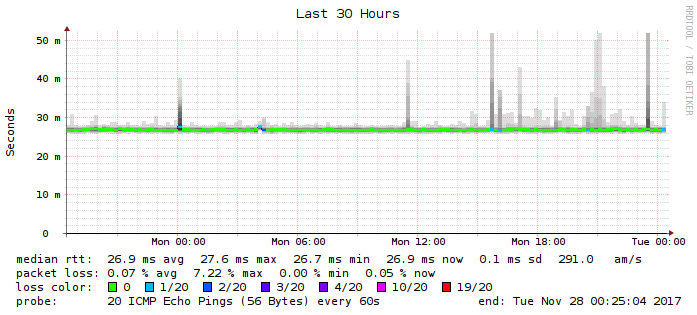 Last 30 Hours
RRDTOOL / TOBI OETIKER
Seconds
50 m
40 m
30 m
20 m
10 m
0
Mon 00:00 Mon 06:00 Mon 12:00 Mon 18:00 Tue 00:00
median rtt: 26.9 ms avg 27.6 ms max 26.7 ms min 26.9 ms now 0.1 ms sd 291.0 am/s
packet loss: 0.07 % avg 7.22 % max 0.00 % min 0.05 % now
loss color: 0 1/20 2/20 3/20 4/20 10/20 19/20
probe: 20 ICMP Echo Pings (56 Bytes) every 60s end: Tue Nov 28 00:25:04 2017